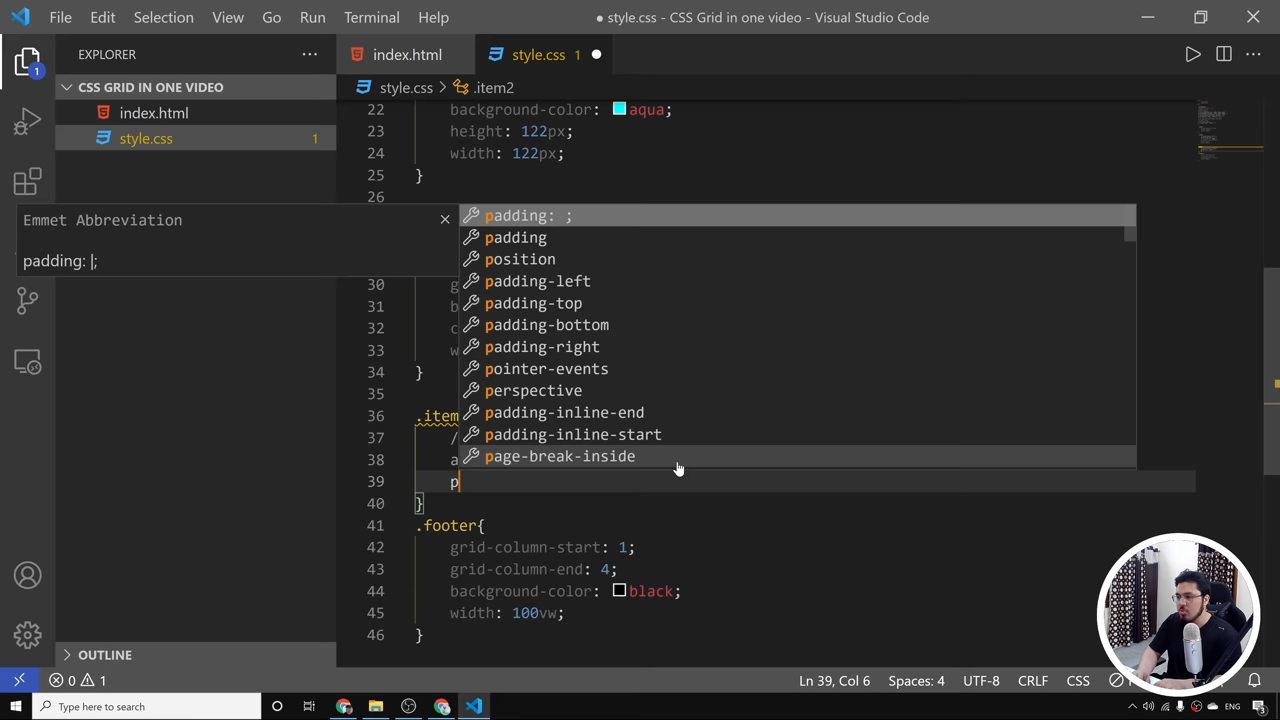 File Edit Selection View Go Run Terminal Help
● style.css - CSS Grid in one video - Visual Studio Code
EXPLORER
index.html
style.css 1
CSS GRID IN ONE VIDEO
index.html
style.css 1
1
style.css > .item2
22 background-color: aqua;
23 height: 122px;
24 width: 122px;
25 }
26
Emmet Abbreviation
padding: |;
padding: ;
padding
position
padding-left
padding-top
padding-bottom
padding-right
pointer-events
perspective
padding-inline-end
padding-inline-start
page-break-inside
30 g
31 b
32 c
33 w
34 }
35
36 .item
37 /
38 a
39 p
40 }
41 .footer{
42 grid-column-start: 1;
43 grid-column-end: 4;
44 background-color: black;
45 width: 100vw;
46 }
OUTLINE
0 1
Ln 39, Col 6 Spaces: 4 UTF-8 CRLF CSS
Type here to search
ENG
3